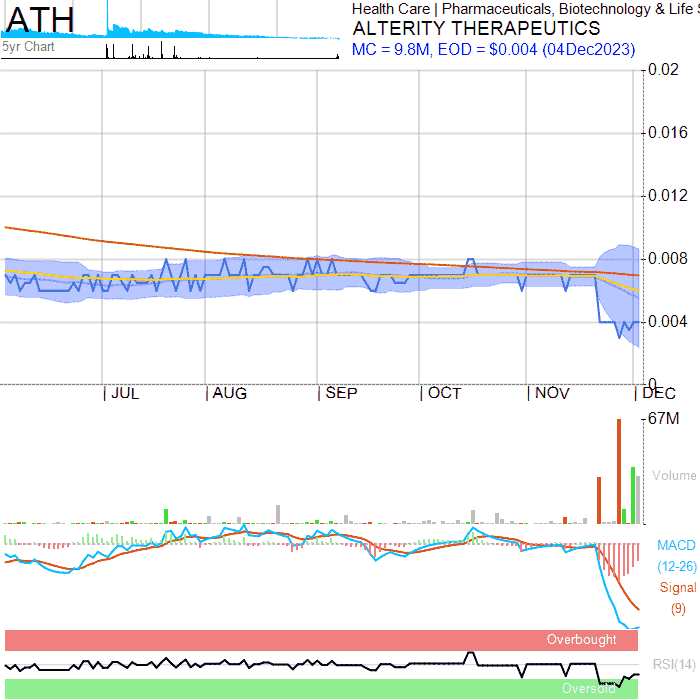 ATH
5yr Chart
Health Care | Pharmaceuticals, Biotechnology & Life
ALTERITY THERAPEUTICS
MC = 9.8M, EOD = $0.004 (04Dec2023)
0.02
0.016
0.012
0.008
0.004
0
| JUL | AUG | SEP | OCT | NOV | DEC
67M
Volume
MACD
(12-26)
Signal
(9)
Overbought
RSI(14)
Oversold